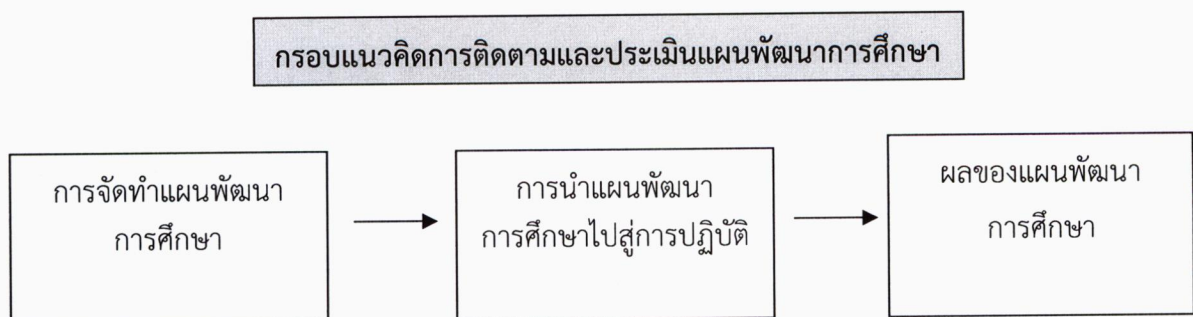 กรอบแนวคิดการติดตามและประเมินแผนพัฒนาการศึกษา
การจัดทำแผนพัฒนา
การศึกษา
การนำแผนพัฒนา
การศึกษาไปสู่การปฏิบัติ
ผลของแผนพัฒนา
การศึกษา